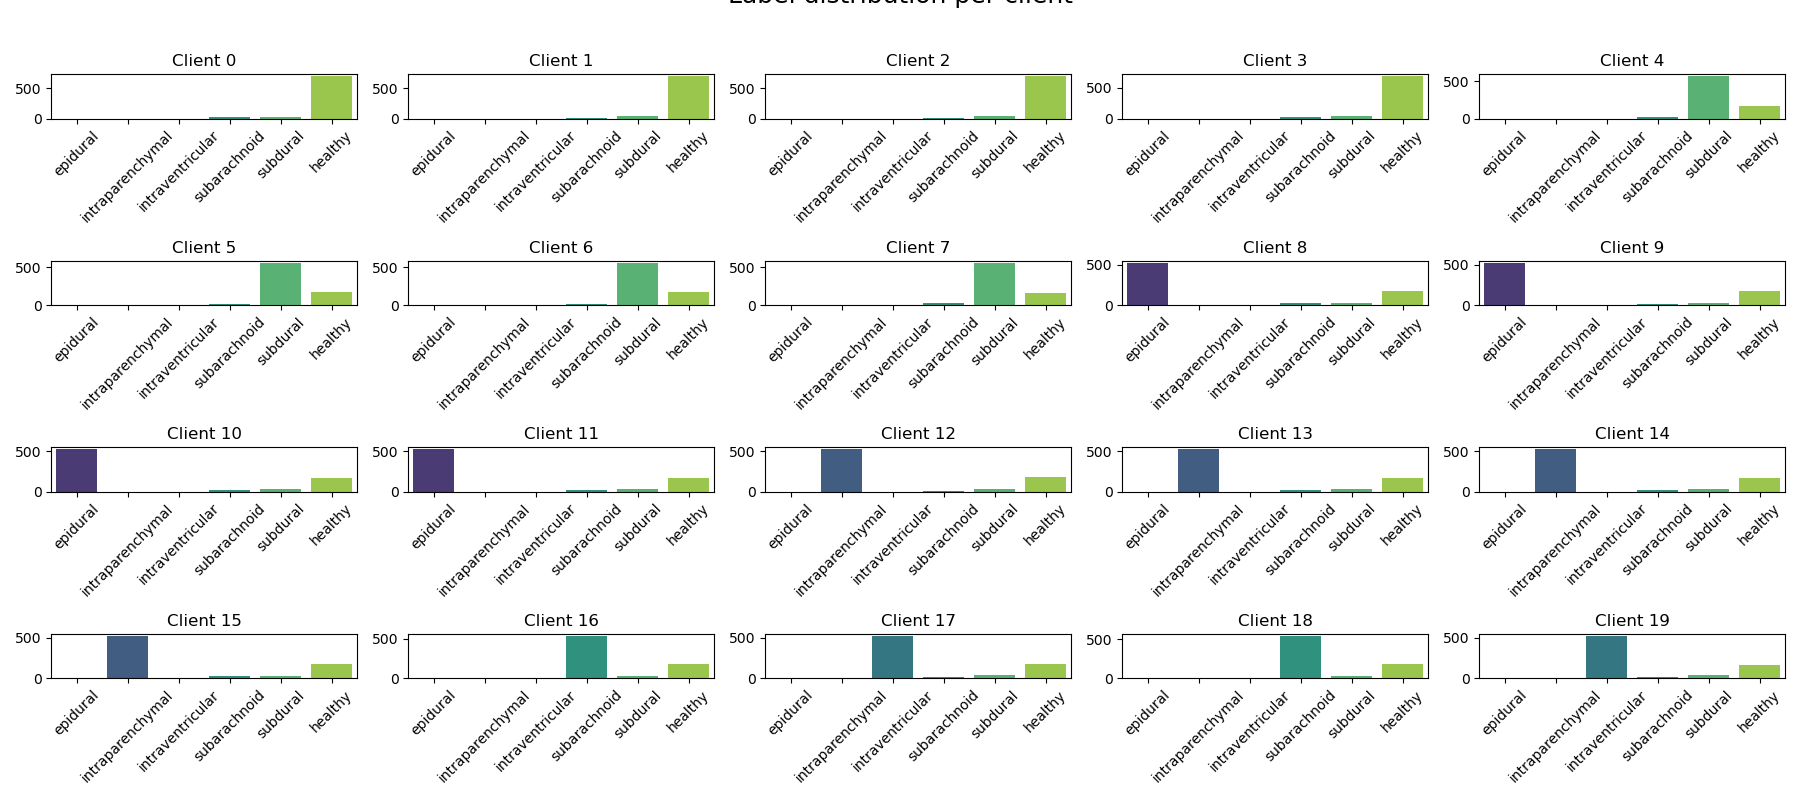 Label distribution per client
Client 0 Client 1 Client 2 Client 3 Client 4
500 500 500 500 500
0 0 0 0 0
epidural intraparenchymal intraventricular subarachnoid subdural healthy epidural intraparenchymal intraventricular subarachnoid subdural healthy epidural intraparenchymal intraventricular subarachnoid subdural healthy epidural intraparenchymal intraventricular subarachnoid subdural healthy epidural intraparenchymal intraventricular subarachnoid subdural healthy
Client 5 Client 6 Client 7 Client 8 Client 9
500 500 500 500 500
0 0 0 0 0
epidural intraparenchymal intraventricular subarachnoid subdural healthy epidural intraparenchymal intraventricular subarachnoid subdural healthy epidural intraparenchymal intraventricular subarachnoid subdural healthy epidural intraparenchymal intraventricular subarachnoid subdural healthy epidural intraparenchymal intraventricular subarachnoid subdural healthy
Client 10 Client 11 Client 12 Client 13 Client 14
500 500 500 500 500
0 0 0 0 0
epidural intraparenchymal intraventricular subarachnoid subdural healthy epidural intraparenchymal intraventricular subarachnoid subdural healthy epidural intraparenchymal intraventricular subarachnoid subdural healthy epidural intraparenchymal intraventricular subarachnoid subdural healthy epidural intraparenchymal intraventricular subarachnoid subdural healthy
Client 15 Client 16 Client 17 Client 18 Client 19
500 500 500 500 500
0 0 0 0 0
epidural intraparenchymal intraventricular subarachnoid subdural healthy epidural intraparenchymal intraventricular subarachnoid subdural healthy epidural intraparenchymal intraventricular subarachnoid subdural healthy epidural intraparenchymal intraventricular subarachnoid subdural healthy epidural intraparenchymal intraventricular subarachnoid subdural healthy